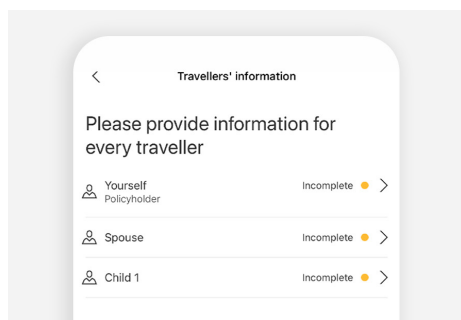 Travellers' information
Please provide information for
every traveller
Yourself
Incomplete
Policyholder
Spouse
Incomplete
Child 1
Incomplete